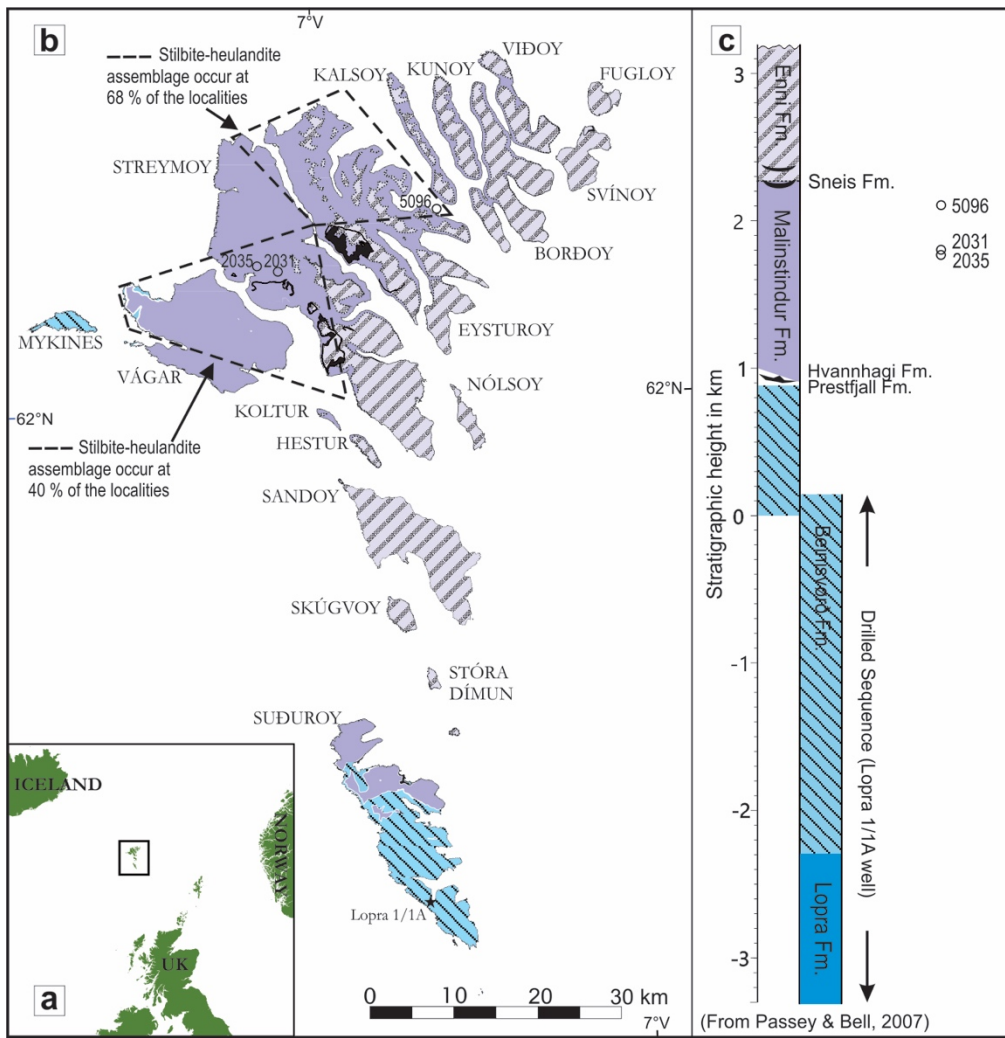 b
7°V
Stilbite-heulandite
assemblage occur at
68 % of the localities
KALSOY
KUNOY
VIÐOY
FUGLOY
STREYMOY
SVÍNOY
5096
BORÐOY
2035
2031
MYKINES
EYSTUROY
VÁGAR
NÓLSOY
62°N
62°N
KOLTUR
HESTUR
Stilbite-heulandite
assemblage occur at
40 % of the localities
SANDOY
SKÚGVOY
STÓRA
DÍMUN
SUÐUROY
Lopra 1/1A
0 10 20 30 km
7°V
ICELAND
NORWAY
UK
a
c
Stratigraphic height in km
3
2
1
0
-1
-2
-3
Enni Fm.
Sneis Fm.
Malinstindur Fm.
5096
2031
2035
Hvannhagi Fm.
Prestfjall Fm.
Beinisvørð Fm.
Drilled Sequence (Lopra 1/1A well)
Lopra Fm.
(From Passey & Bell, 2007)